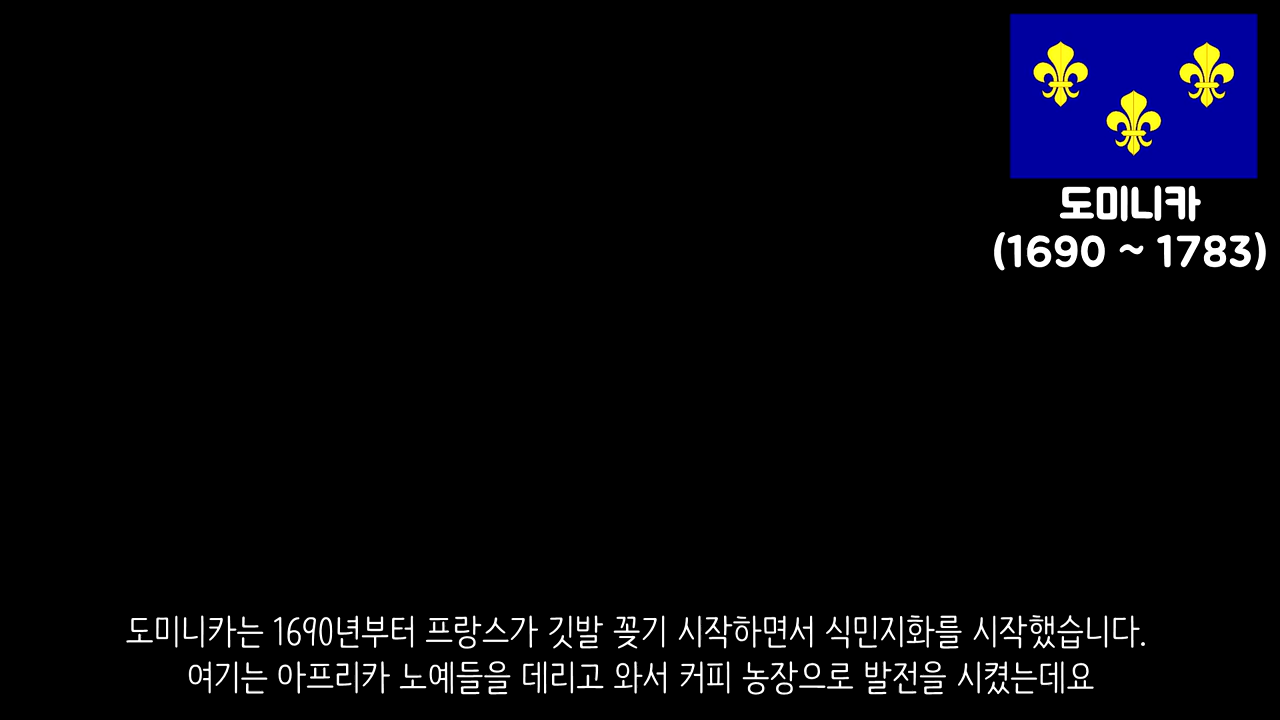 도미니카
(1690 ~ 1783)
도미니카는 1690년부터 프랑스가 깃발 꽂기 시작하면서 식민지화를 시작했습니다.
여기는 아프리카 노예들을 데리고 와서 커피 농장으로 발전을 시켰는데요